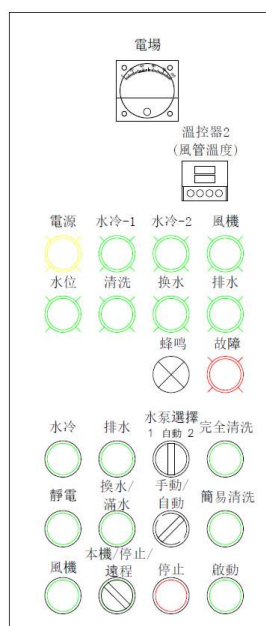 電場
溫控器2
(風管溫度)
電源 水冷-1 水冷-2 風機
水位 清洗 換水 排水
蜂鸣 故障
水冷 排水 水泵選擇 完全清洗
1 自動 2
靜電 換水/ 手動/ 簡易清洗
滿水 自動
風機 本機/停止/ 停止 啟動
遠程